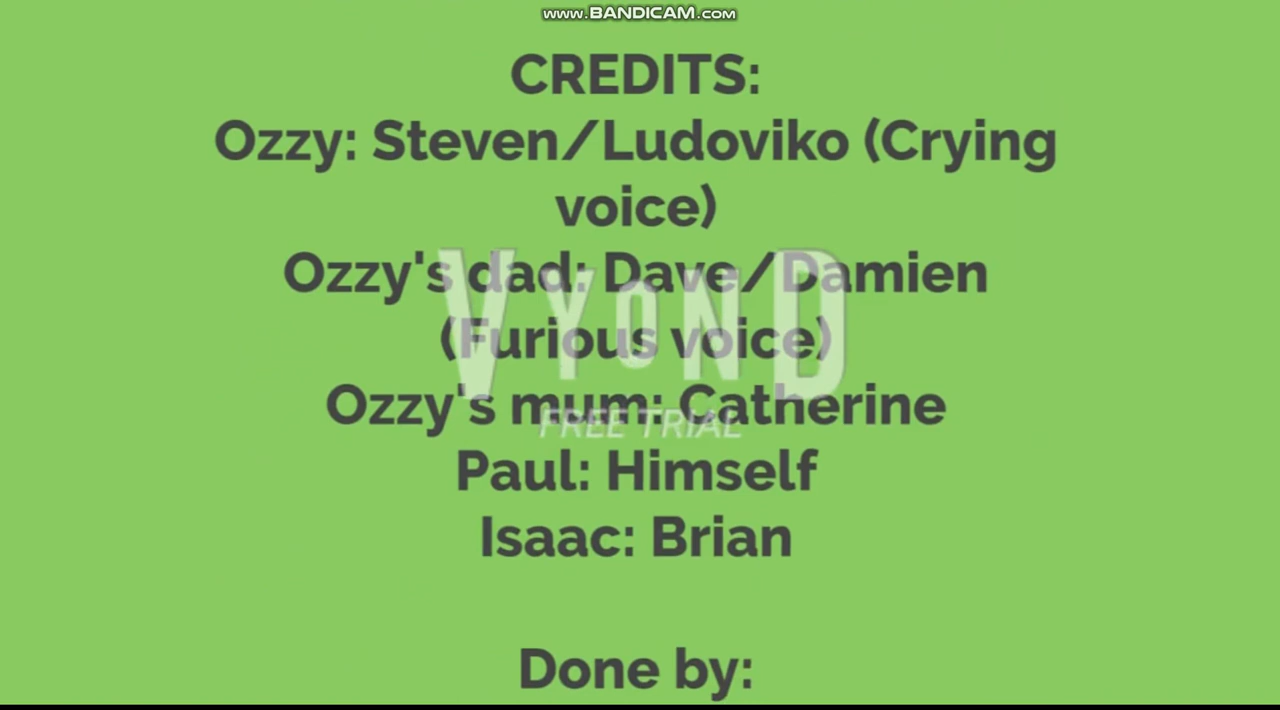 www.BANDICAM.com
CREDITS:
Ozzy: Steven/Ludoviko (Crying
voice)
Ozzy's dad: Dave/Damien
(Furious voice)
VYOND
Ozzy's mum: Catherine
FREE TRIAL
Paul: Himself
Isaac: Brian
Done by: